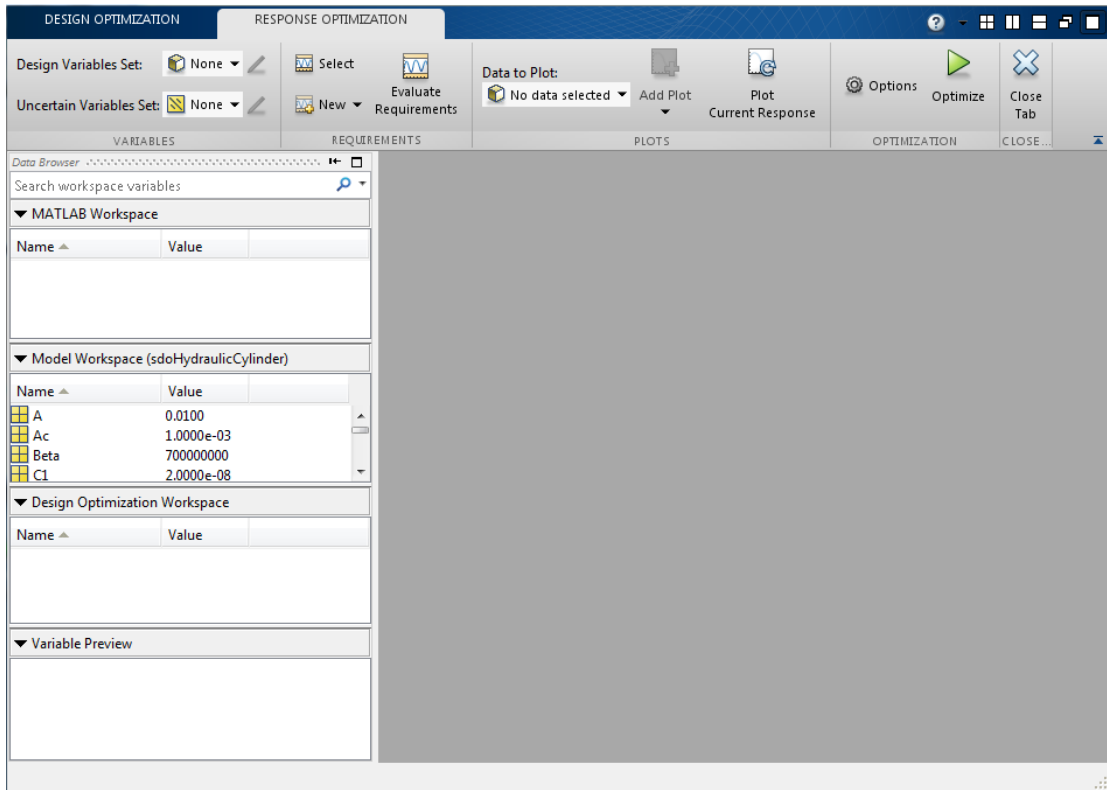 DESIGN OPTIMIZATION RESPONSE OPTIMIZATION
?
Design Variables Set: None Select
Uncertain Variables Set: None New Evaluate Requirements
Data to Plot:
No data selected Add Plot Plot Current Response
Options Optimize Close Tab
VARIABLES REQUIREMENTS PLOTS OPTIMIZATION CLOSE...
Data Browser
Search workspace variables
MATLAB Workspace
Name Value
Model Workspace (sdoHydraulicCylinder)
Name Value
A 0.0100
Ac 1.0000e-03
Beta 700000000
C1 2.0000e-08
Design Optimization Workspace
Name Value
Variable Preview